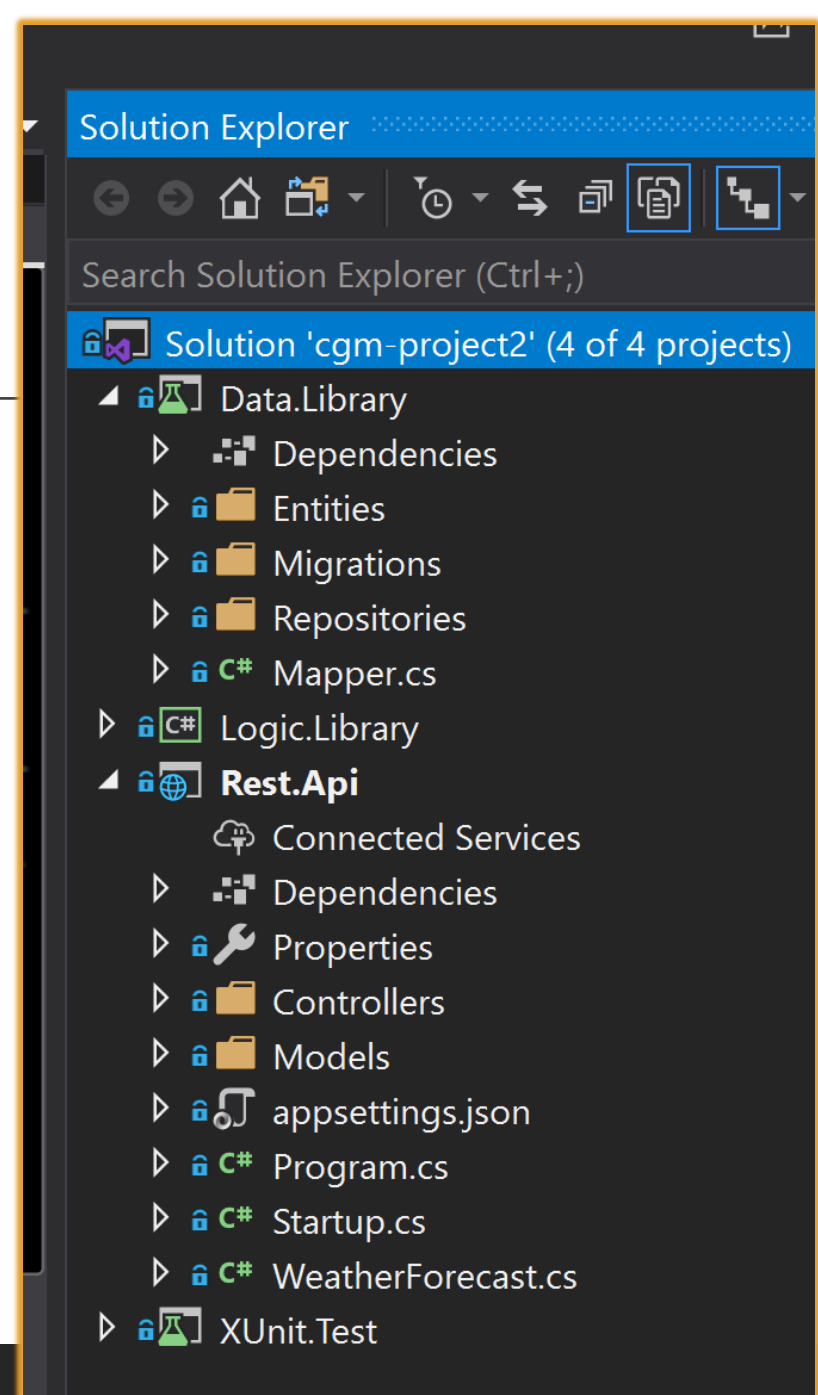 Solution Explorer
Search Solution Explorer (Ctrl+;)
Solution 'cgm-project2' (4 of 4 projects)
Data.Library
Dependencies
Entities
Migrations
Repositories
C# Mapper.cs
C# Logic.Library
Rest.Api
Connected Services
Dependencies
Properties
Controllers
Models
appsettings.json
C# Program.cs
C# Startup.cs
C# WeatherForecast.cs
XUnit.Test